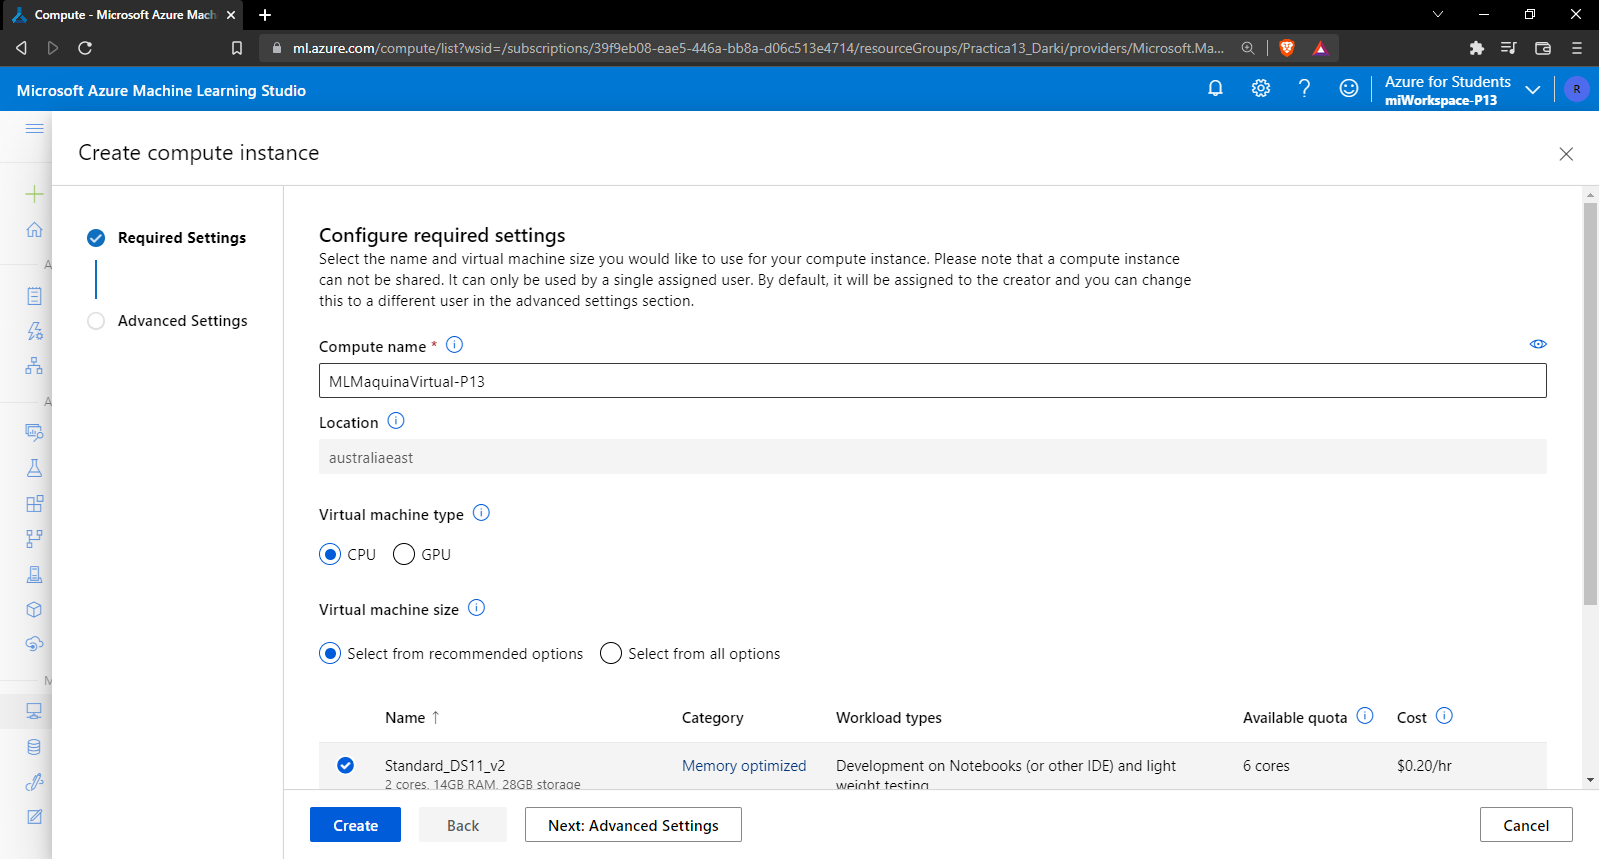 Compute - Microsoft Azure Mach
ml.azure.com/compute/list?wsid=/subscriptions/39f9eb08-eae5-446a-bb8a-d06c513e4714/resourceGroups/Practica13_Darki/providers/Microsoft.Ma...
Microsoft Azure Machine Learning Studio
Azure for Students
miWorkspace-P13
R
Create compute instance
Required Settings
Advanced Settings
A
A
M
Configure required settings
Select the name and virtual machine size you would like to use for your compute instance. Please note that a compute instance
can not be shared. It can only be used by a single assigned user. By default, it will be assigned to the creator and you can change
this to a different user in the advanced settings section.
Compute name *
MLMaquinaVirtual-P13
Location
australiaeast
Virtual machine type
CPU GPU
Virtual machine size
Select from recommended options Select from all options
Name ↑ Category Workload types Available quota Cost
Standard_DS11_v2 Memory optimized Development on Notebooks (or other IDE) and light 6 cores $0.20/hr
2 cores, 14GB RAM, 28GB storage weight testing
Create Back Next: Advanced Settings Cancel